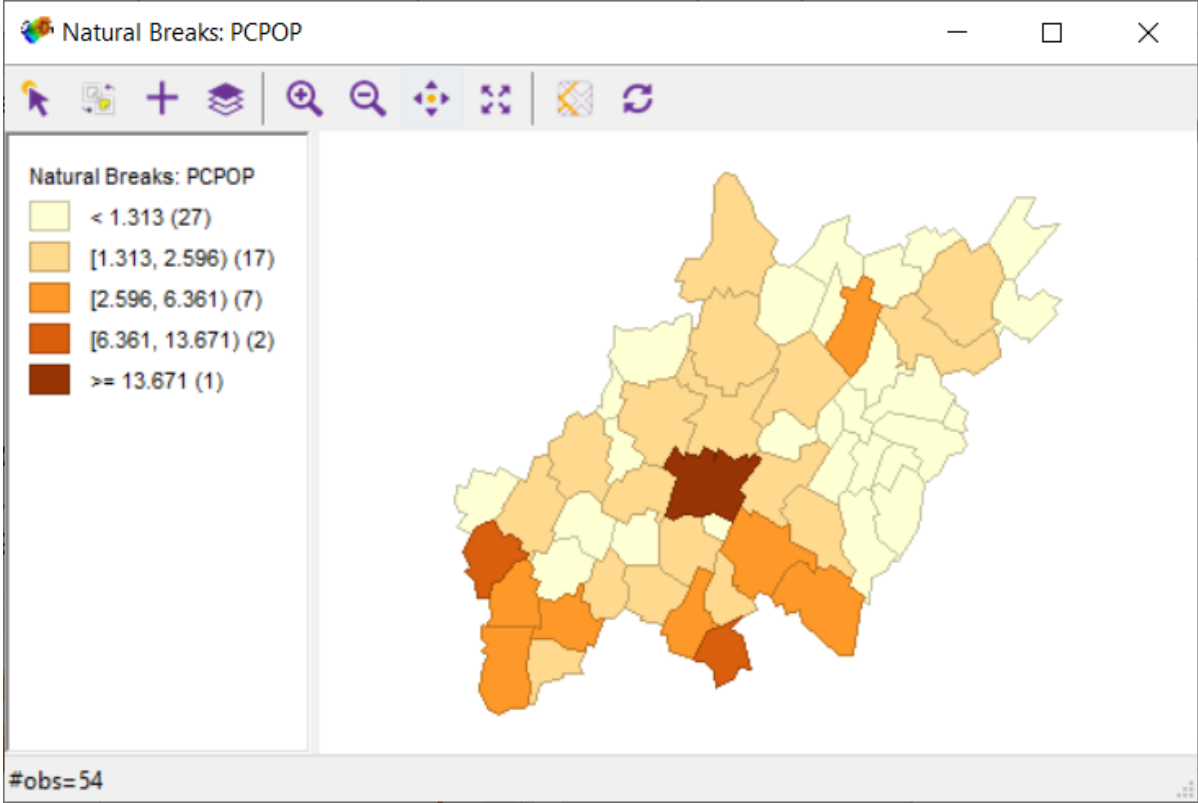 Natural Breaks: PCPOP
Natural Breaks: PCPOP
< 1.313 (27)
[1.313, 2.596) (17)
[2.596, 6.361) (7)
[6.361, 13.671) (2)
>= 13.671 (1)
#obs=54